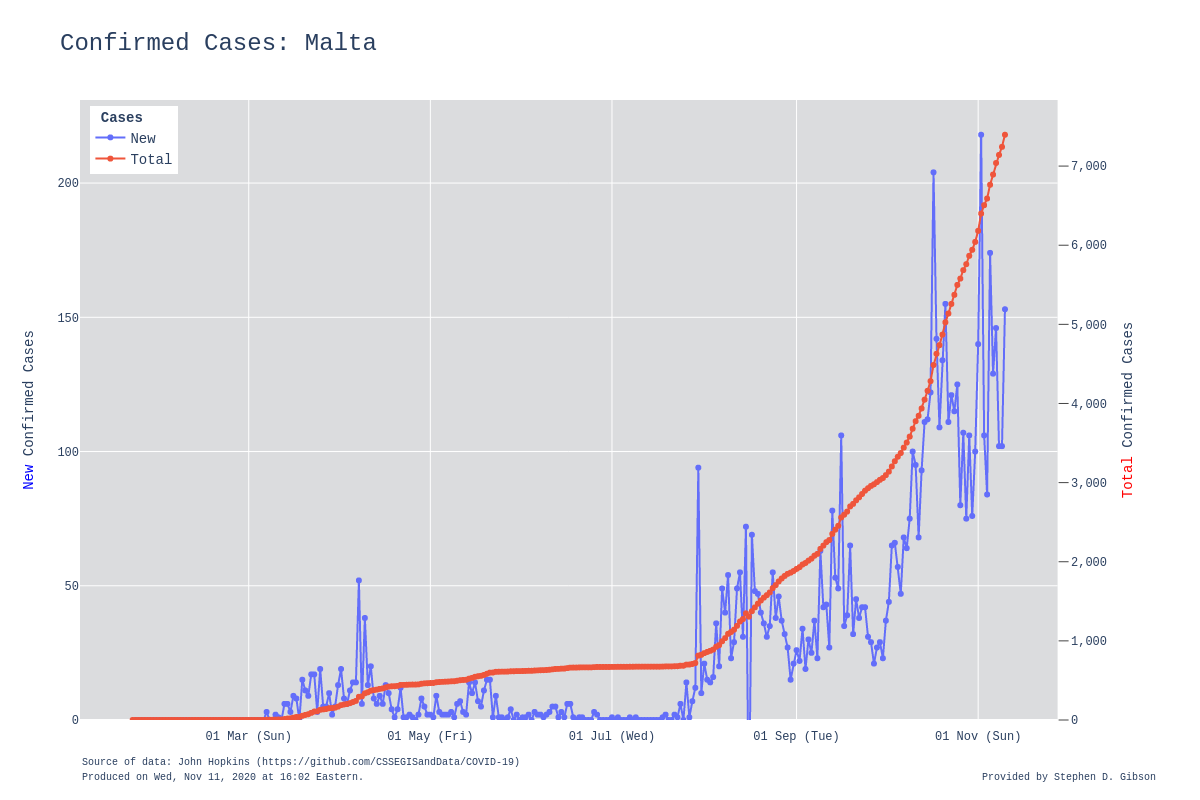 Confirmed Cases: Malta
Cases
New
Total
200
150
100
50
0
New Confirmed Cases
7,000
6,000
5,000
4,000
3,000
2,000
1,000
0
Total Confirmed Cases
01 Mar (Sun)
01 May (Fri)
01 Jul (Wed)
01 Sep (Tue)
01 Nov (Sun)
Source of data: John Hopkins (https://github.com/CSSEGISandData/COVID-19)
Produced on Wed, Nov 11, 2020 at 16:02 Eastern.
Provided by Stephen D. Gibson